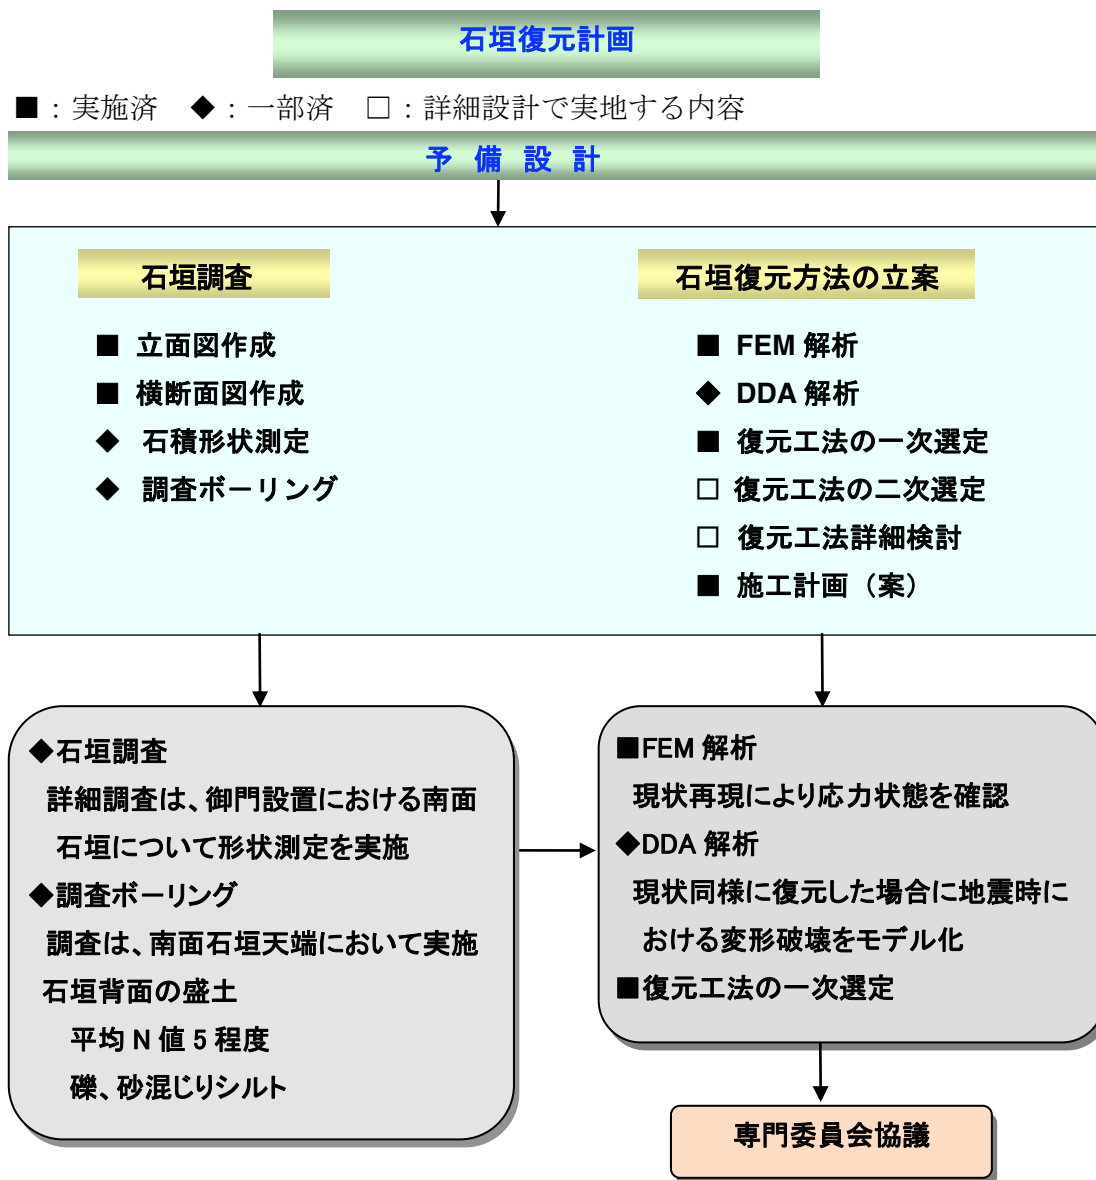 石垣復元計画
■：実施済　◆：一部済　□：詳細設計で実地する内容
予 備 設 計
石垣調査
■ 立面図作成
■ 横断面図作成
◆ 石積形状測定
◆ 調査ボーリング
石垣復元方法の立案
■ FEM 解析
◆ DDA 解析
■ 復元工法の一次選定
□ 復元工法の二次選定
□ 復元工法詳細検討
■ 施工計画（案）
◆石垣調査
詳細調査は、御門設置における南面
石垣について形状測定を実施
◆調査ボーリング
調査は、南面石垣天端において実施
石垣背面の盛土
平均 N 値 5 程度
礫、砂混じりシルト
■FEM 解析
現状再現により応力状態を確認
◆DDA 解析
現状同様に復元した場合に地震時に
おける変形破壊をモデル化
■復元工法の一次選定
専門委員会協議